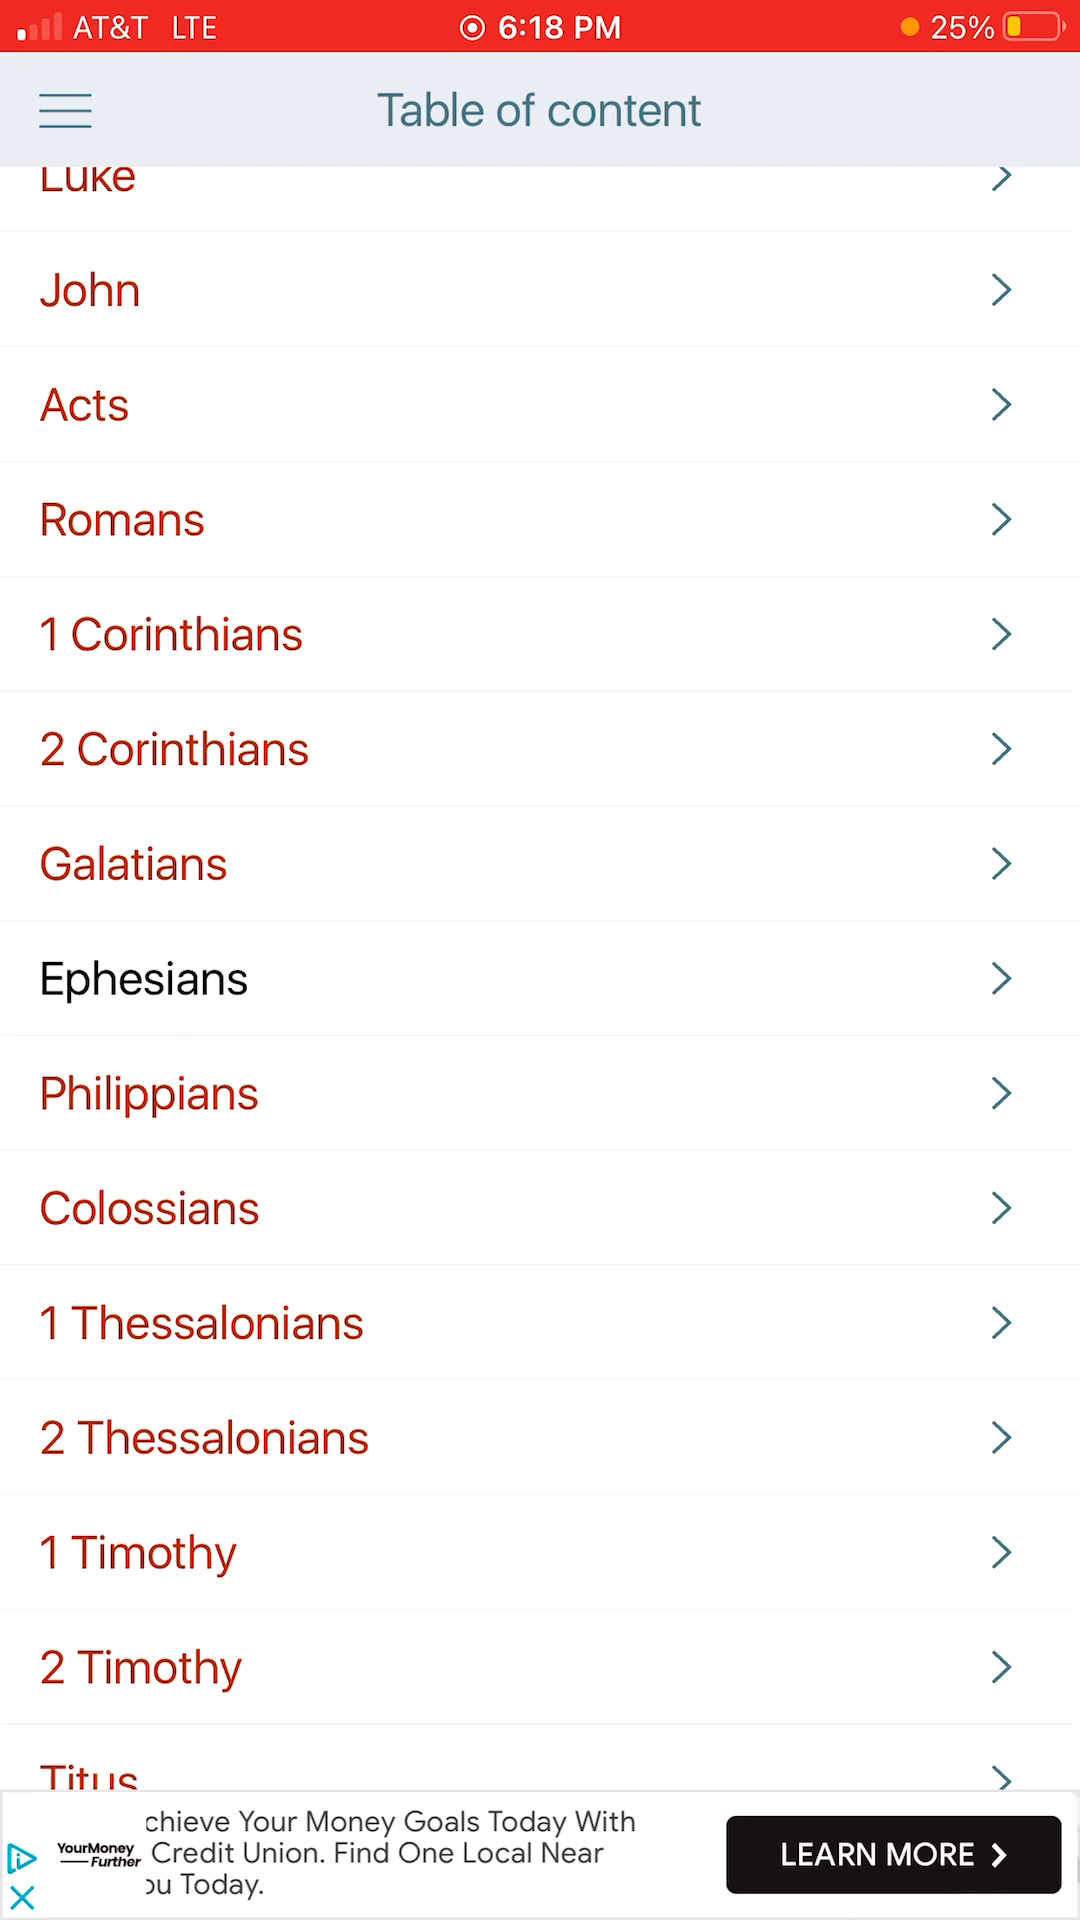 AT&T LTE 6:18 PM 25%
Table of content
Luke
John
Acts
Romans
1 Corinthians
2 Corinthians
Galatians
Ephesians
Philippians
Colossians
1 Thessalonians
2 Thessalonians
1 Timothy
2 Timothy
Titus
YourMoney
Further
chieve Your Money Goals Today With
Credit Union. Find One Local Near
ou Today.
LEARN MORE